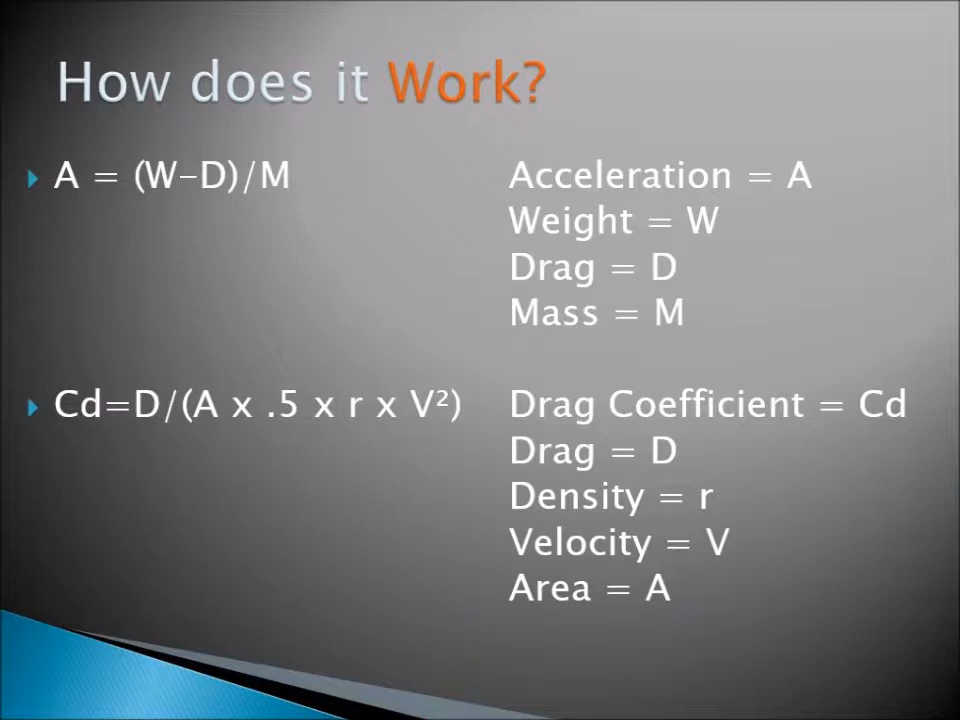 How does it Work?
A = (W-D)/M Acceleration = A
Weight = W
Drag = D
Mass = M
Cd=D/(A x .5 x r x V²) Drag Coefficient = Cd
Drag = D
Density = r
Velocity = V
Area = A